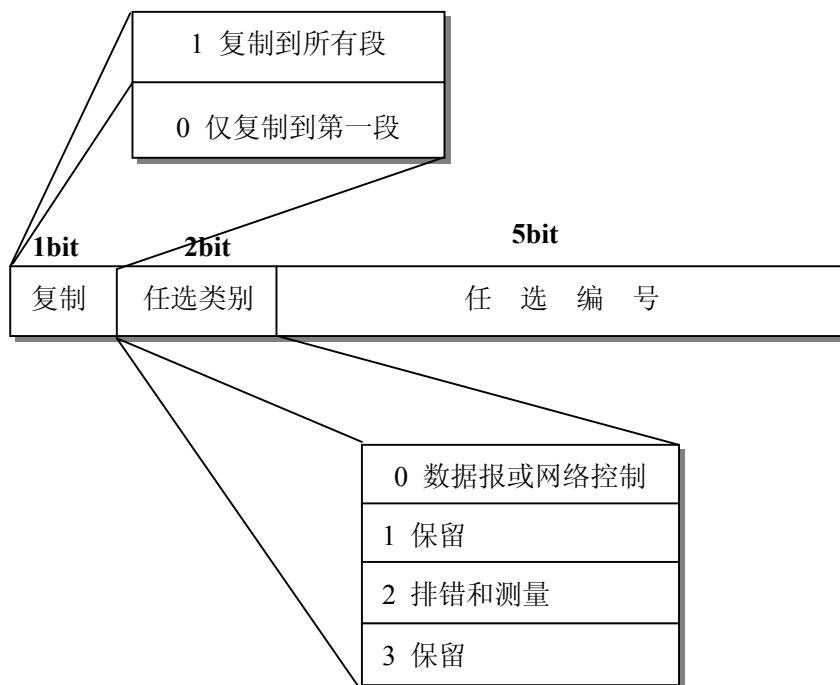 1 复制到所有段
0 仅复制到第一段
1bit 2bit 5bit
复制 任选类别 任 选 编 号
0 数据报或网络控制
1 保留
2 排错和测量
3 保留